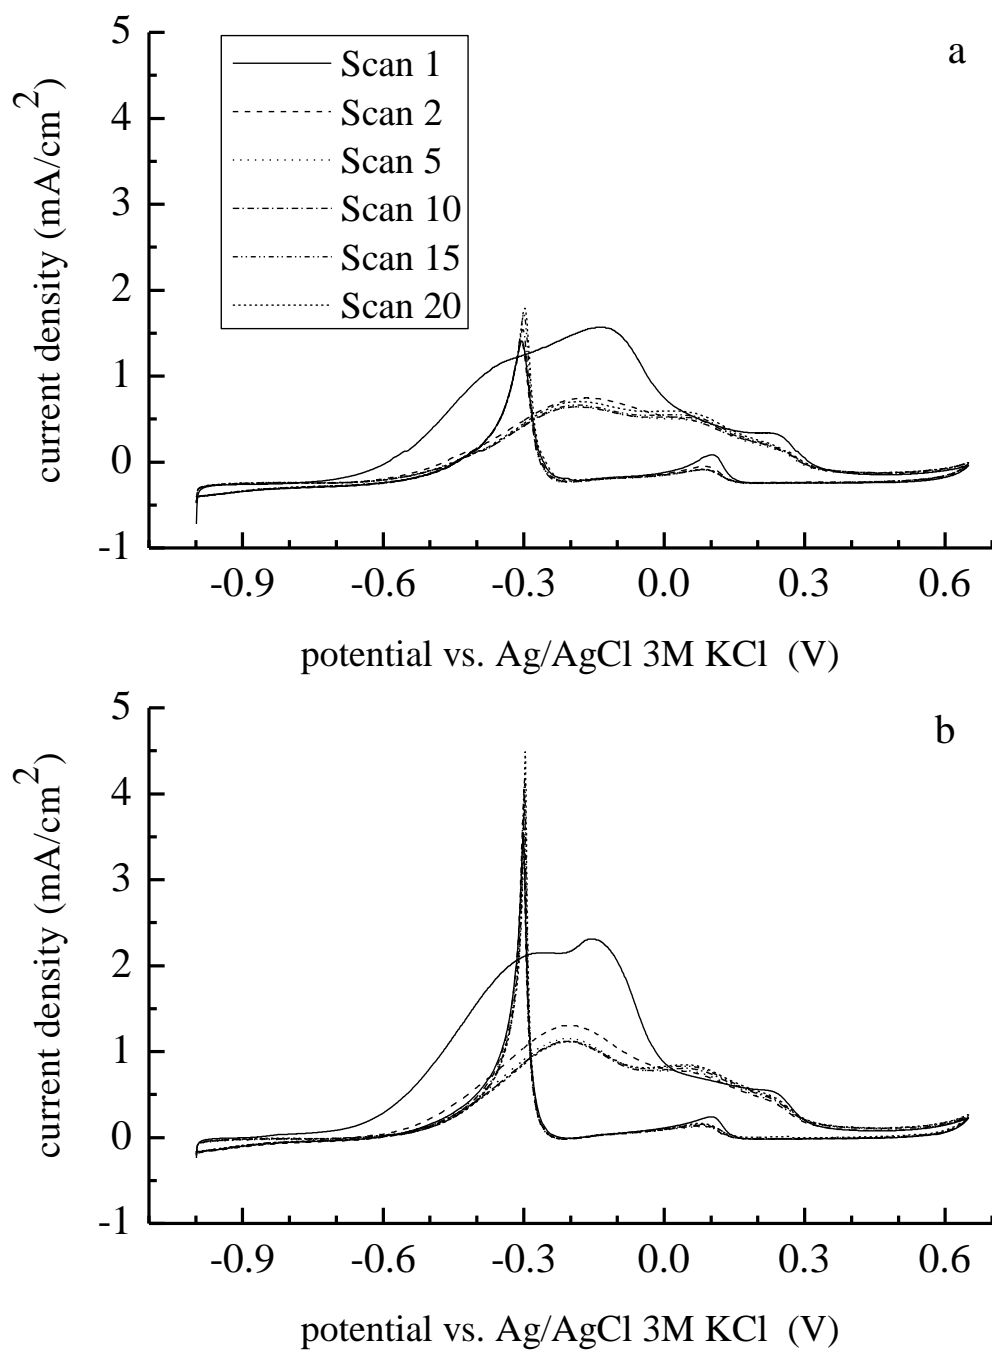 a
5
4
3
2
1
0
-1
current density (mA/cm²)
Scan 1
Scan 2
Scan 5
Scan 10
Scan 15
Scan 20
-0.9 -0.6 -0.3 0.0 0.3 0.6
potential vs. Ag/AgCl 3M KCl (V)
b
5
4
3
2
1
0
-1
current density (mA/cm²)
-0.9 -0.6 -0.3 0.0 0.3 0.6
potential vs. Ag/AgCl 3M KCl (V)